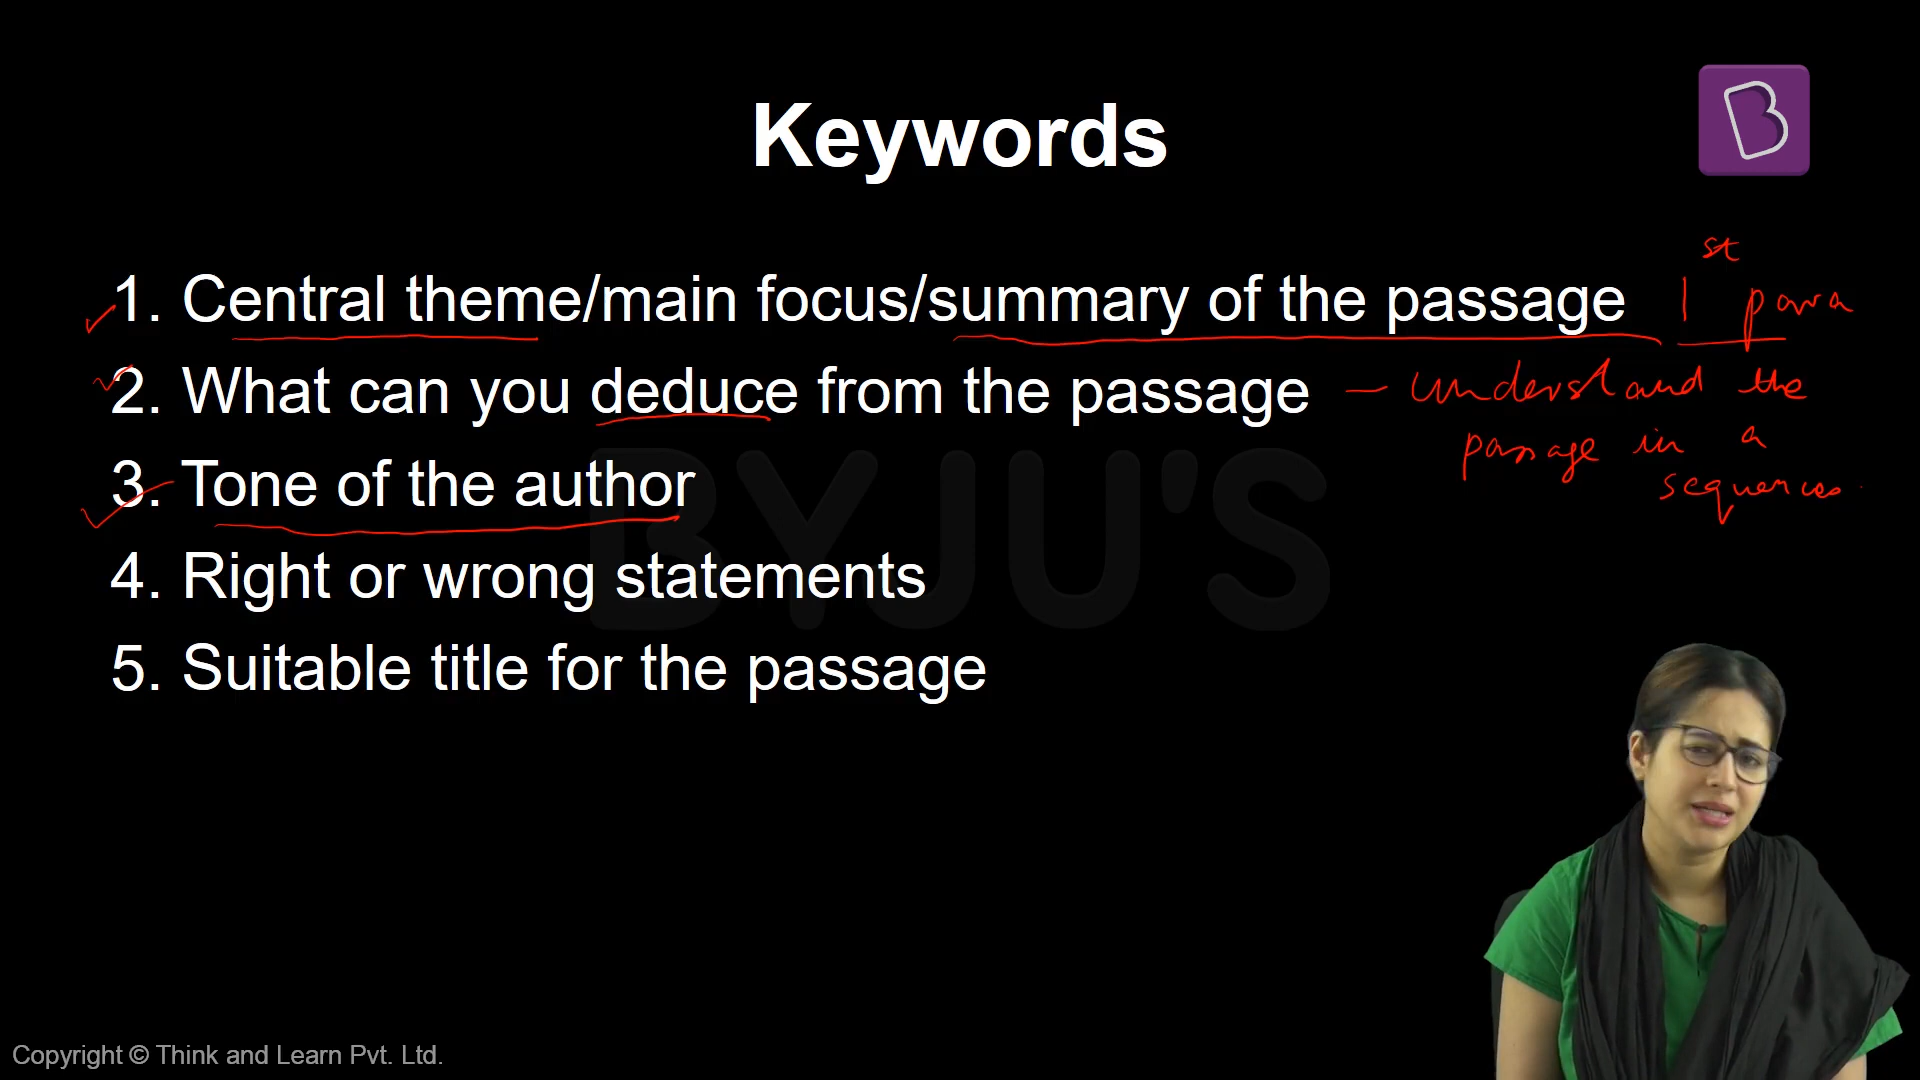 Keywords
1. Central theme/main focus/summary of the passage 1st para
2. What can you deduce from the passage - understand the
passage in a
sequences
3. Tone of the author
4. Right or wrong statements
5. Suitable title for the passage
BYJU'S
Copyright © Think and Learn Pvt. Ltd.